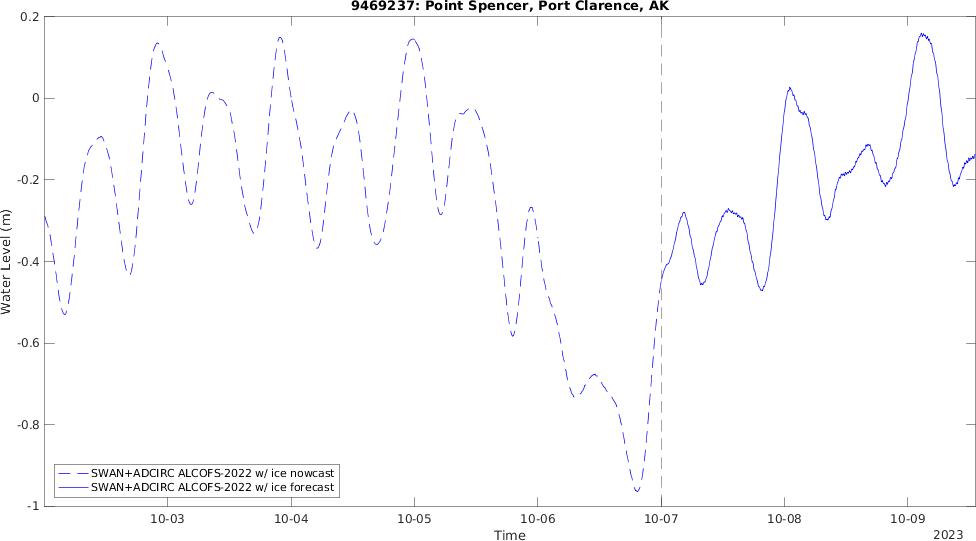 9469237: Point Spencer, Port Clarence, AK
Water Level (m)
0.2
0
-0.2
-0.4
-0.6
-0.8
-1
SWAN+ADCIRC ALCOFS-2022 w/ ice nowcast
SWAN+ADCIRC ALCOFS-2022 w/ ice forecast
10-03 10-04 10-05 10-06 10-07 10-08 10-09
Time
2023